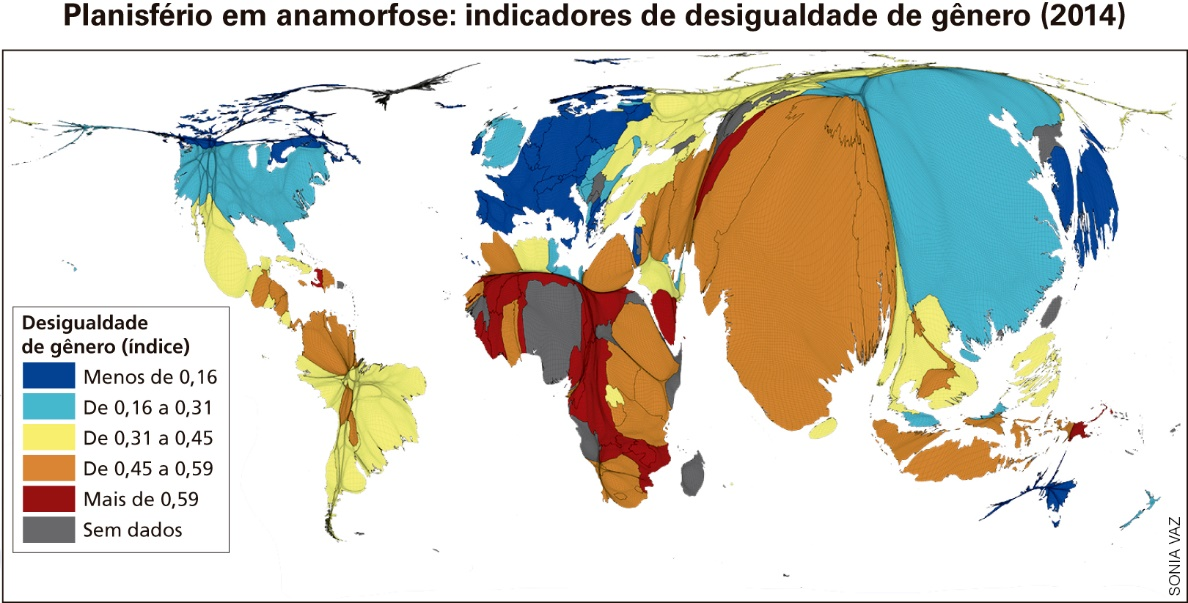 Planisfério em anamorfose: indicadores de desigualdade de gênero (2014)
Desigualdade
de gênero (índice)
Menos de 0,16
De 0,16 a 0,31
De 0,31 a 0,45
De 0,45 a 0,59
Mais de 0,59
Sem dados
SONIA VAZ